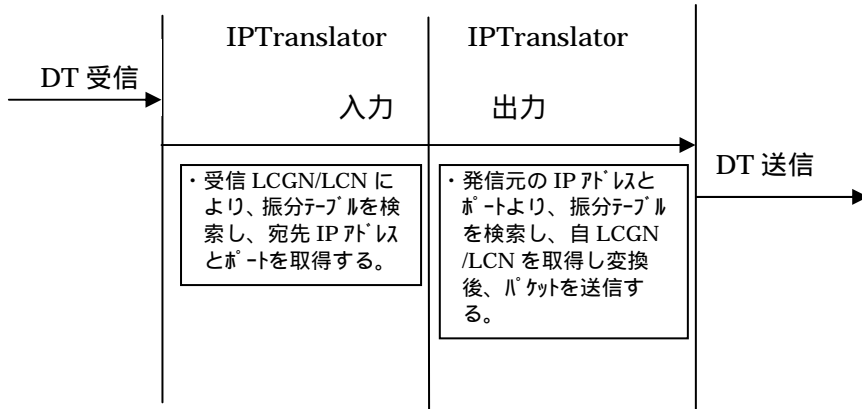 IPTranslator
IPTranslator
DT 受信
入力
出力
DT 送信
・受信 LCGN/LCN に
より、振分ﾃｰﾌﾞﾙを検
索し、宛先 IP ｱﾄﾞﾚｽ
とﾎﾟｰﾄを取得する。
・発信元の IP ｱﾄﾞﾚｽと
ﾎﾟｰﾄより、振分ﾃｰﾌﾞﾙ
を検索し、自 LCGN
/LCN を取得し変換
後、ﾊﾟｹｯﾄを送信す
る。